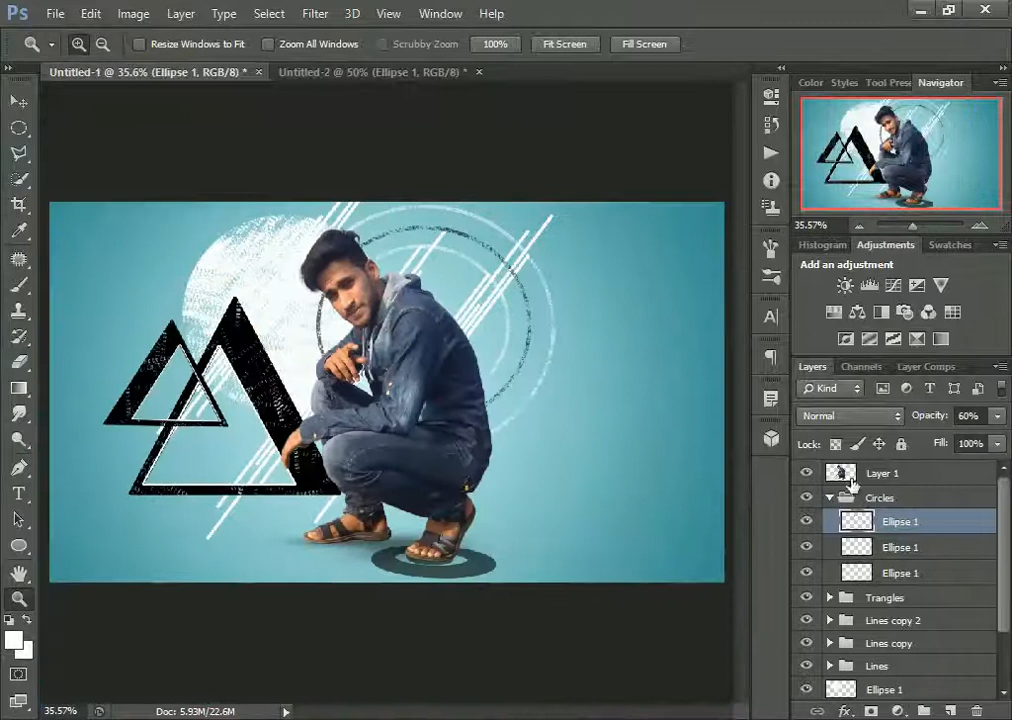 Ps File Edit Image Layer Type Select Filter 3D View Window Help
Resize Windows to Fit Zoom All Windows Scrubby Zoom 100% Fit Screen Fill Screen
Untitled-1 @ 35.6% (Ellipse 1, RGB/8) * × Untitled-2 @ 50% (Ellipse 1, RGB/8) * ×
Color Styles Tool Prese Navigator
35.57%
Histogram Adjustments Swatches
Add an adjustment
Layers Channels Layer Comps
Kind
Normal Opacity: 60%
Lock: Fill: 100%
Layer 1
Circles
Ellipse 1
Ellipse 1
Ellipse 1
Trangles
Lines copy 2
Lines copy
Lines
Ellipse 1
35.57% Doc: 5.93M/22.6M
fx